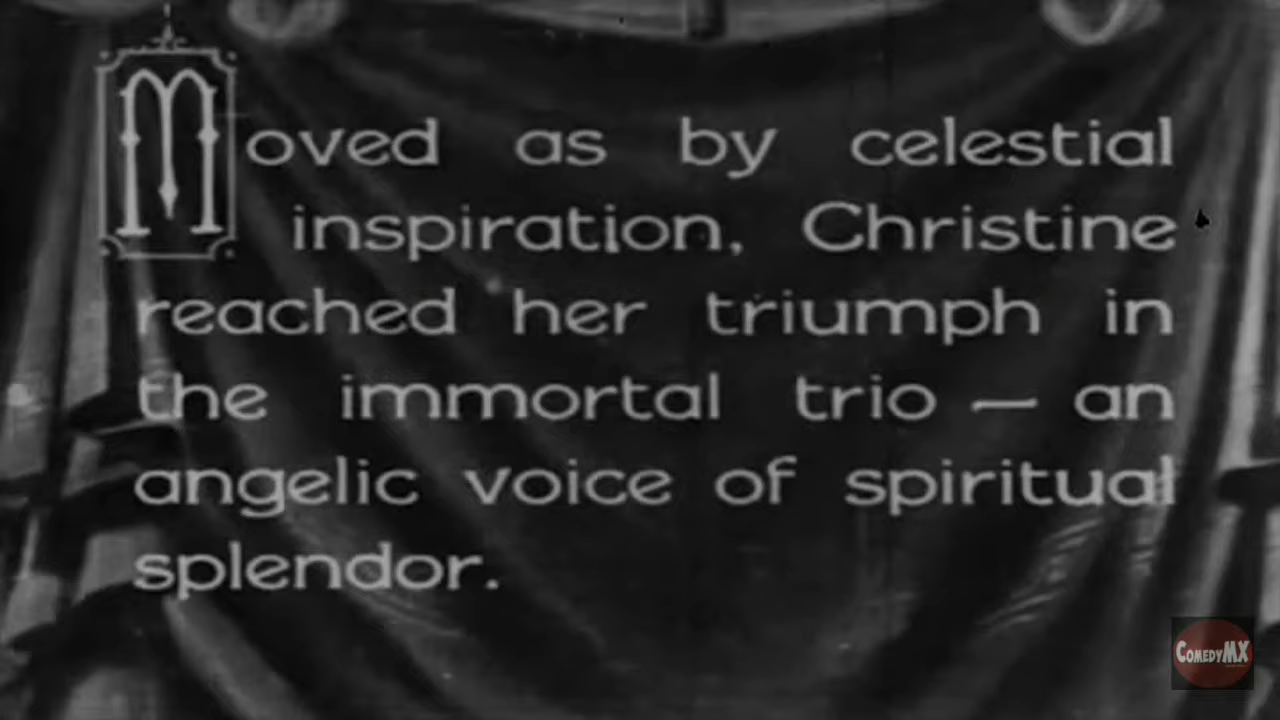 Moved as by celestial
inspiration, Christine
reached her triumph in
the immortal trio — an
angelic voice of spiritual
splendor.
COMEDYMX